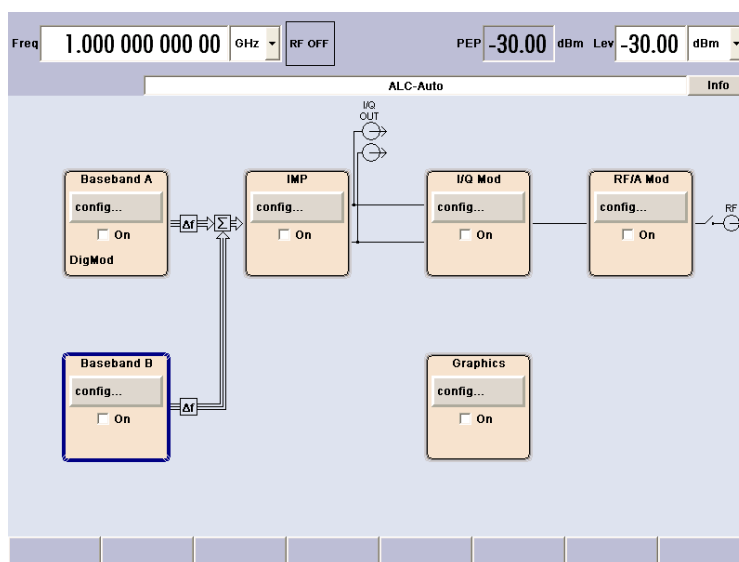 Freq 1.000 000 000 00 GHz RF OFF PEP -30.00 dBm Lev -30.00 dBm
ALC-Auto Info
I/Q
OUT
Baseband A IMP I/Q Mod RF/A Mod
config... config... config... config...
RF
Δf Σ
On On On On
DigMod
Baseband B Graphics
config... config...
Δf
On On